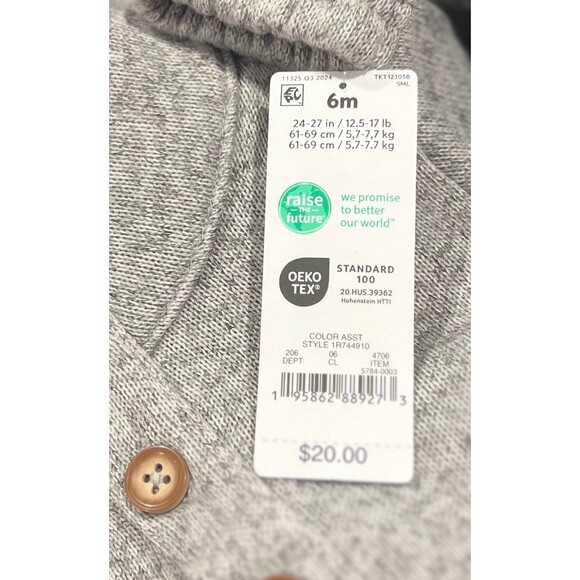 11325 Q3 2024 TKT123058
SML
6m
24-27 in / 12.5-17 lb
61-69 cm / 5,7-7,7 kg
61-69 cm / 5.7-7.7 kg
raise
THE
future
we promise
to better
our world™
OEKO
TEX®
STANDARD
100
20.HUS.39362
Hohenstein HTTI
COLOR ASST
STYLE 1R744910
206 06 4706
DEPT CL ITEM
5784-0003
1 95862 88927 3
$20.00